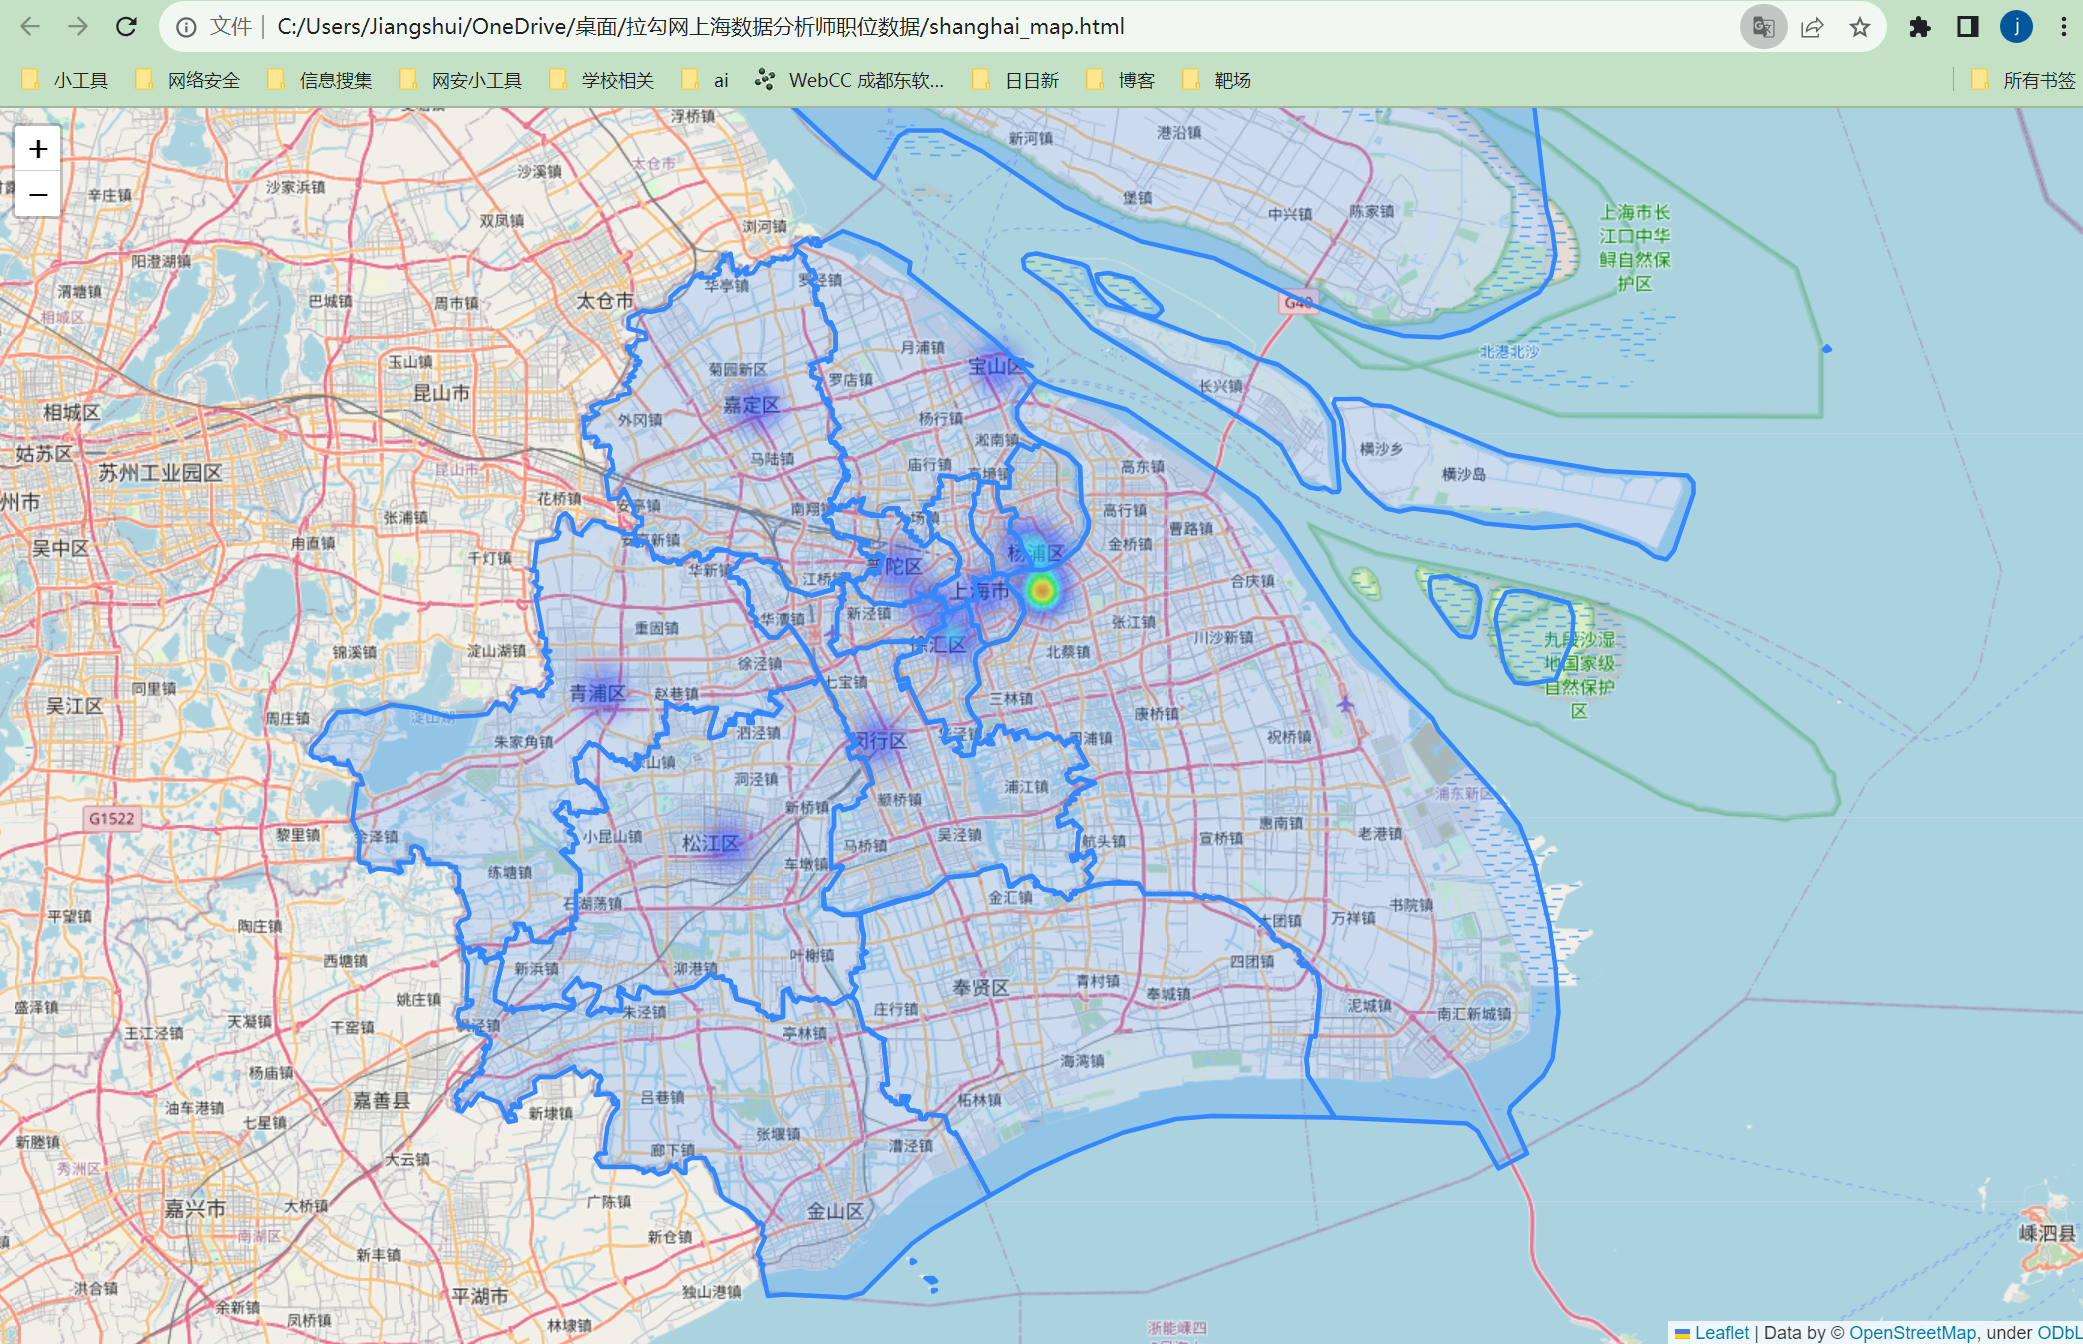 文件 | C:/Users/Jiangshui/OneDrive/桌面/拉勾网上海数据分析师职位数据/shanghai_map.html
j
小工具 网络安全 信息搜集 网安小工具 学校相关 ai WebCC 成都东软... 日日新 博客 靶场 所有书签
+
−
浮桥镇
新河镇
港沿镇
沙溪镇
太仓市
辛庄镇
沙家浜镇
堡镇
中兴镇
陈家镇
双凤镇
浏河镇
上海市长
江口中华
鲟自然保
护区
阳澄湖镇
渭塘镇
相城区
巴城镇
周市镇
太仓市
华亭镇
罗泾镇
G40
玉山镇
昆山市
菊园新区
月浦镇
宝山区
北港北沙
罗店镇
长兴镇
相城区
外冈镇
嘉定区
杨行镇
淞南镇
姑苏区
苏州工业园区
昆山市
马陆镇
庙行镇
高境镇
高东镇
横沙乡
横沙岛
州市
花桥镇
安亭镇
南翔镇
场镇
高行镇
曹路镇
张浦镇
吴中区
甪直镇
千灯镇
安亭新镇
华新镇
江桥镇
普陀区
杨浦区
金桥镇
合庆镇
上海市
新泾镇
华漕镇
张江镇
川沙新镇
锦溪镇
淀山湖镇
重固镇
徐泾镇
徐汇区
北蔡镇
九段沙湿
地国家级
自然保护
区
同里镇
吴江区
周庄镇
淀山湖
青浦区
赵巷镇
七宝镇
三林镇
康桥镇
朱家角镇
泗泾镇
闵行区
华泾镇
周浦镇
祝桥镇
洞泾镇
浦江镇
浦东新区
G1522
黎里镇
金泽镇
小昆山镇
新桥镇
颛桥镇
吴泾镇
惠南镇
老港镇
松江区
马桥镇
航头镇
宣桥镇
练塘镇
车墩镇
石湖荡镇
金汇镇
书院镇
平望镇
陶庄镇
大团镇
万祥镇
西塘镇
新浜镇
泖港镇
叶榭镇
四团镇
盛泽镇
姚庄镇
奉贤区
青村镇
奉城镇
天凝镇
干窑镇
王江泾镇
枫泾镇
朱泾镇
庄行镇
亭林镇
泥城镇
南汇新城镇
杨庙镇
嘉善县
海湾镇
油车港镇
七星镇
新埭镇
吕巷镇
柘林镇
新塍镇
秀洲区
大云镇
张堰镇
廊下镇
漕泾镇
嘉兴市
大桥镇
南湖区
广陈镇
金山区
新丰镇
新仓镇
嵊泗县
洪合镇
余新镇
凤桥镇
平湖市
独山港镇
林埭镇
浙能嵊四
Leaflet | Data by © OpenStreetMap, under ODbL